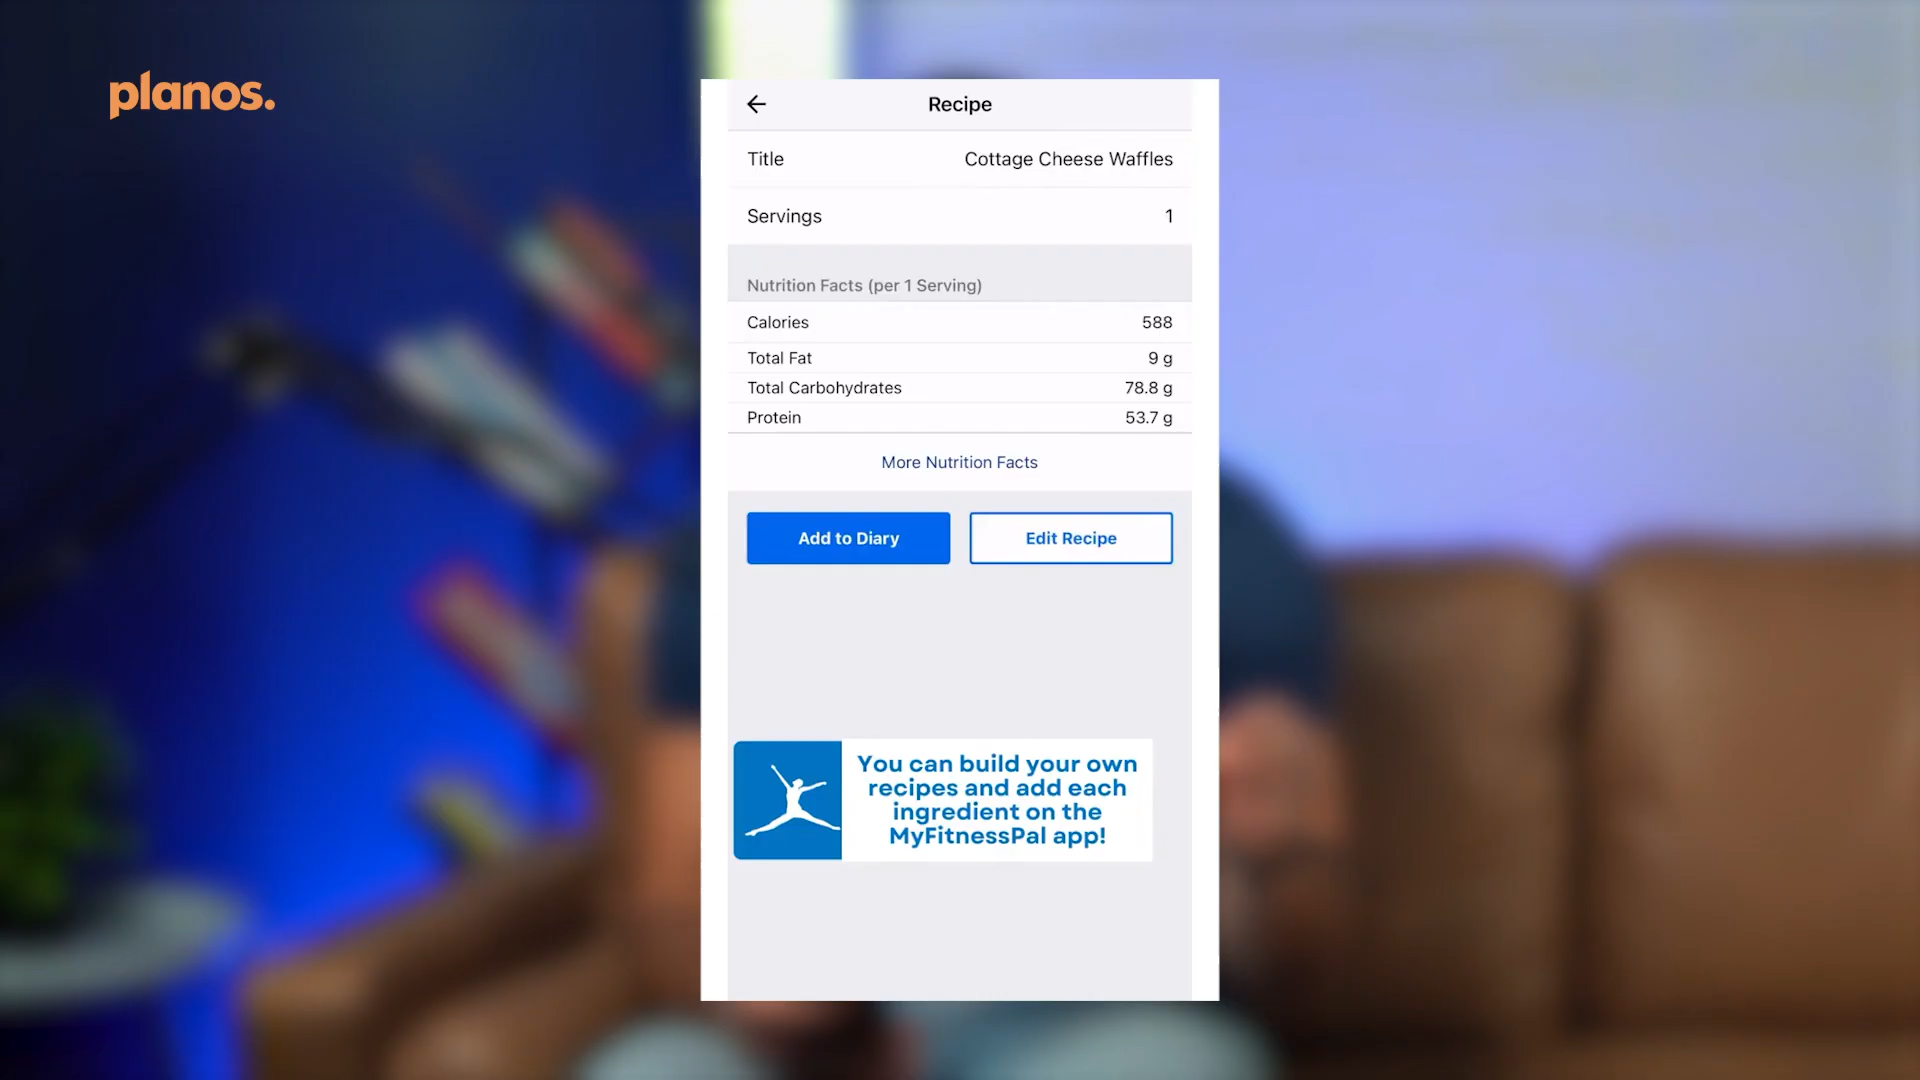 planos.
Recipe
Title Cottage Cheese Waffles
Servings 1
Nutrition Facts (per 1 Serving)
Calories 588
Total Fat 9 g
Total Carbohydrates 78.8 g
Protein 53.7 g
More Nutrition Facts
Add to Diary Edit Recipe
You can build your own
recipes and add each
ingredient on the
MyFitnessPal app!